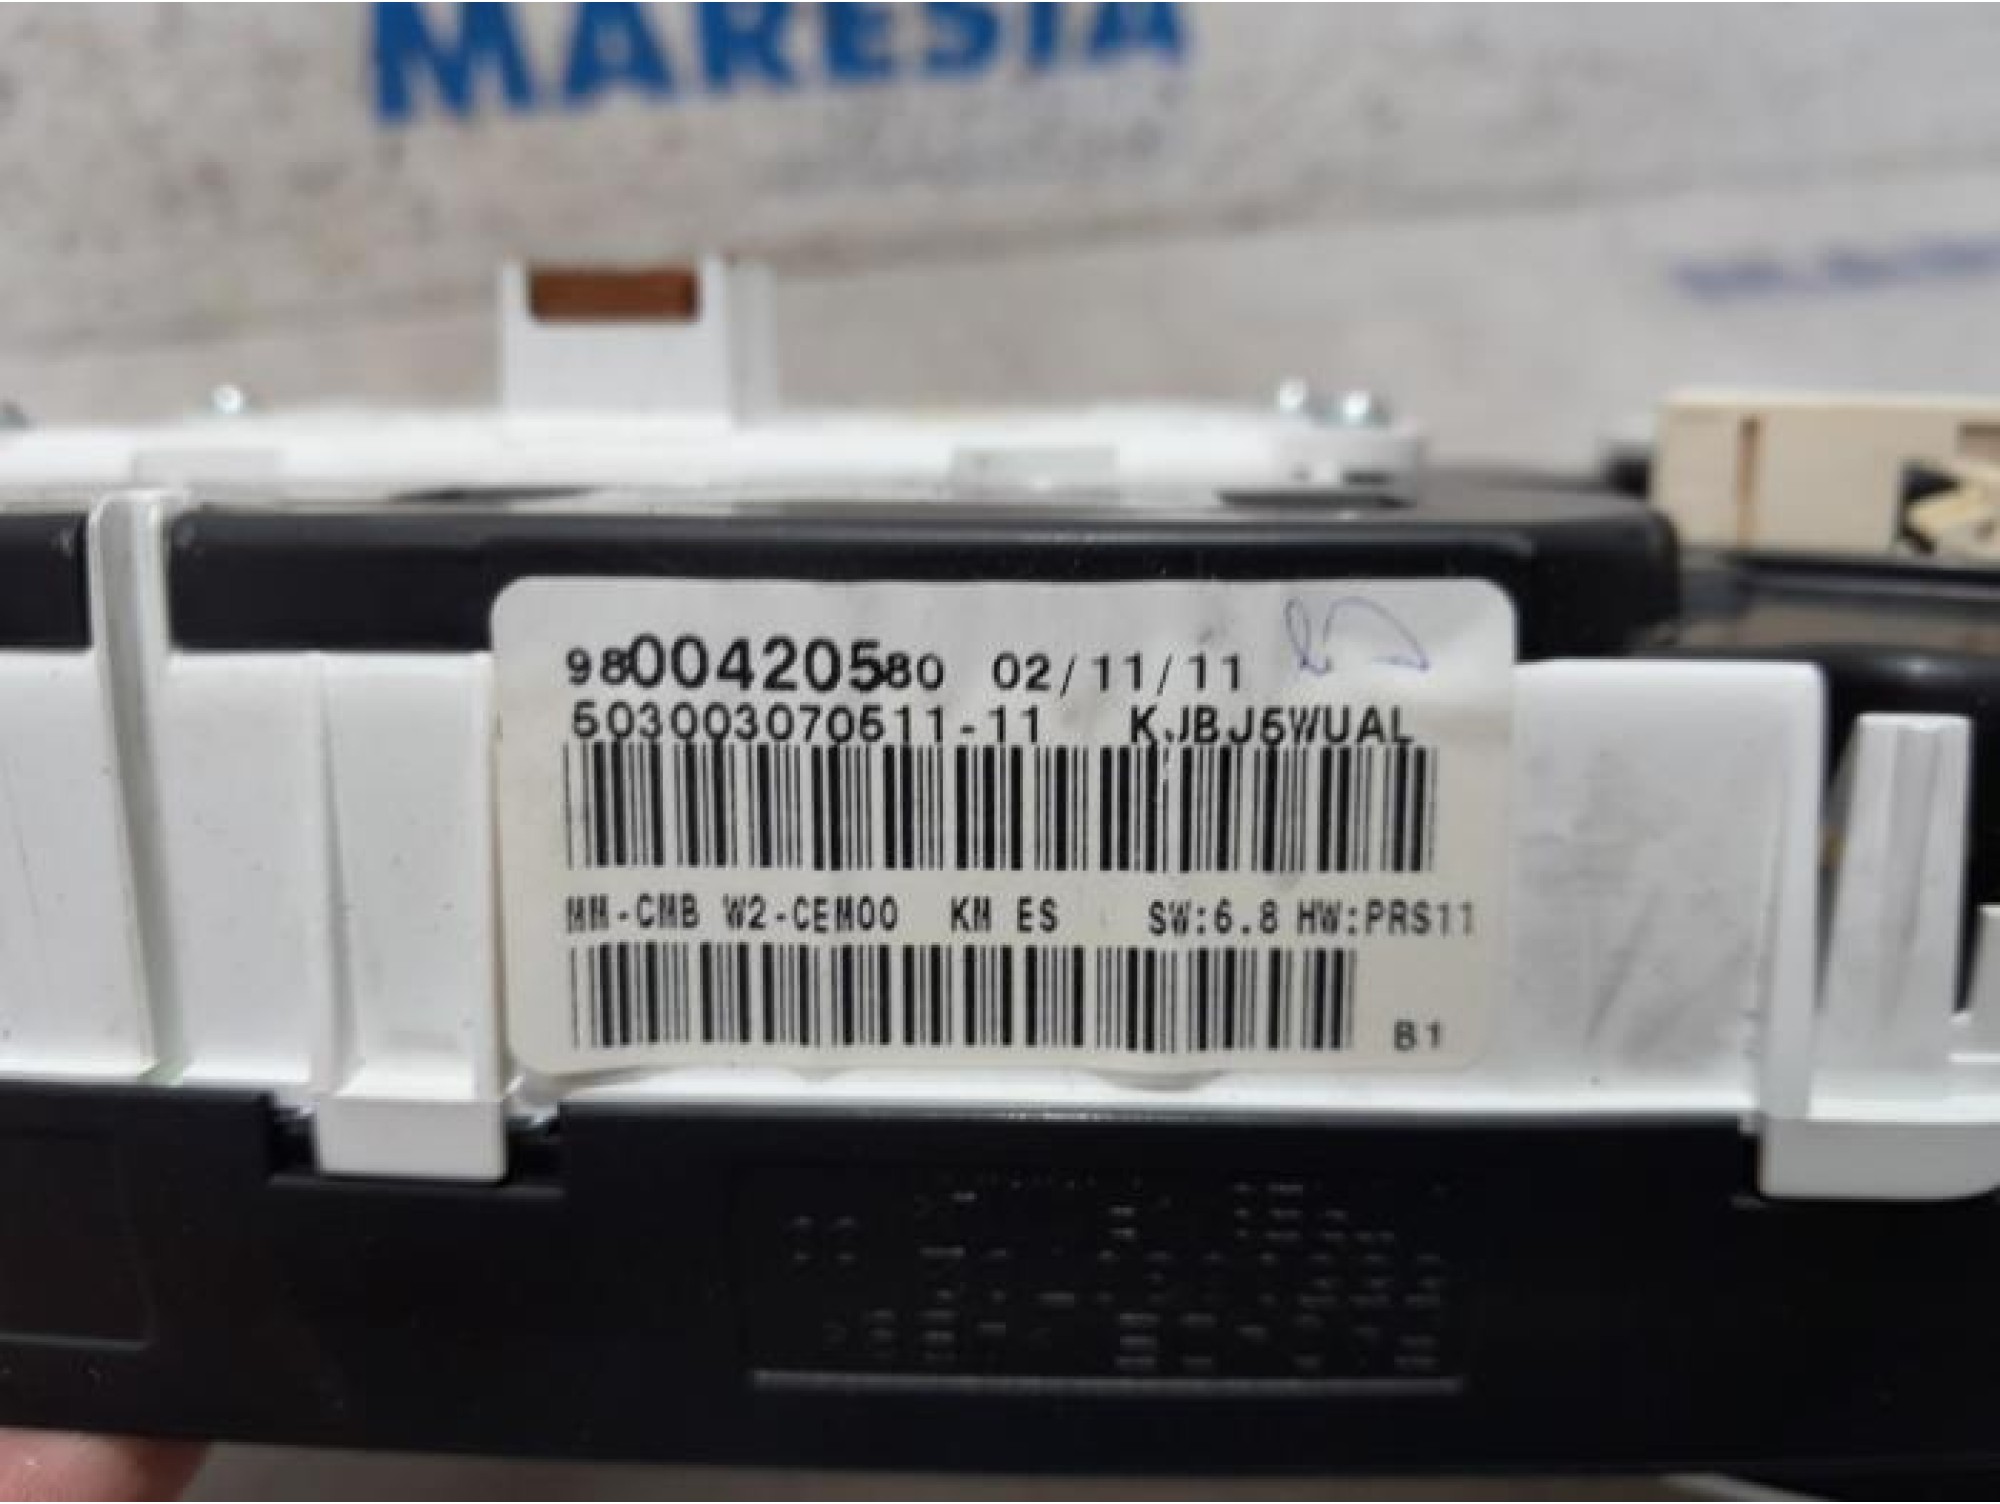 MARESIA
9800420580 02/11/11
503003070511-11 KJBJ5WUAL
MM-CMB W2-CEM00 KM ES SW:6.8 HW:PRS11
B1